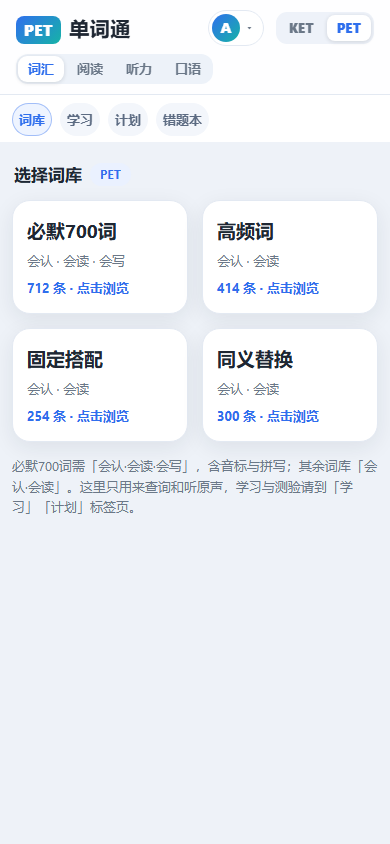 PET 单词通 A KET PET
词汇 阅读 听力 口语
词库 学习 计划 错题本
选择词库 PET
必默700词
会认 · 会读 · 会写
712 条 · 点击浏览
高频词
会认 · 会读
414 条 · 点击浏览
固定搭配
会认 · 会读
254 条 · 点击浏览
同义替换
会认 · 会读
300 条 · 点击浏览
必默700词需「会认·会读·会写」，含音标与拼写；其余词库「会
认·会读」。这里只用来查询和听原声，学习与测验请到「学
习」「计划」标签页。